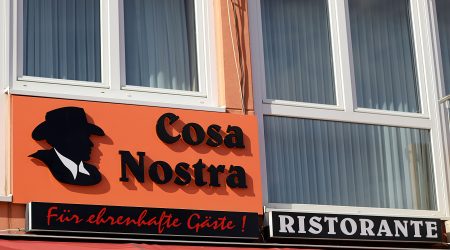 Cosa
Nostra
Für ehrenhafte Gäste !
RISTORANTE